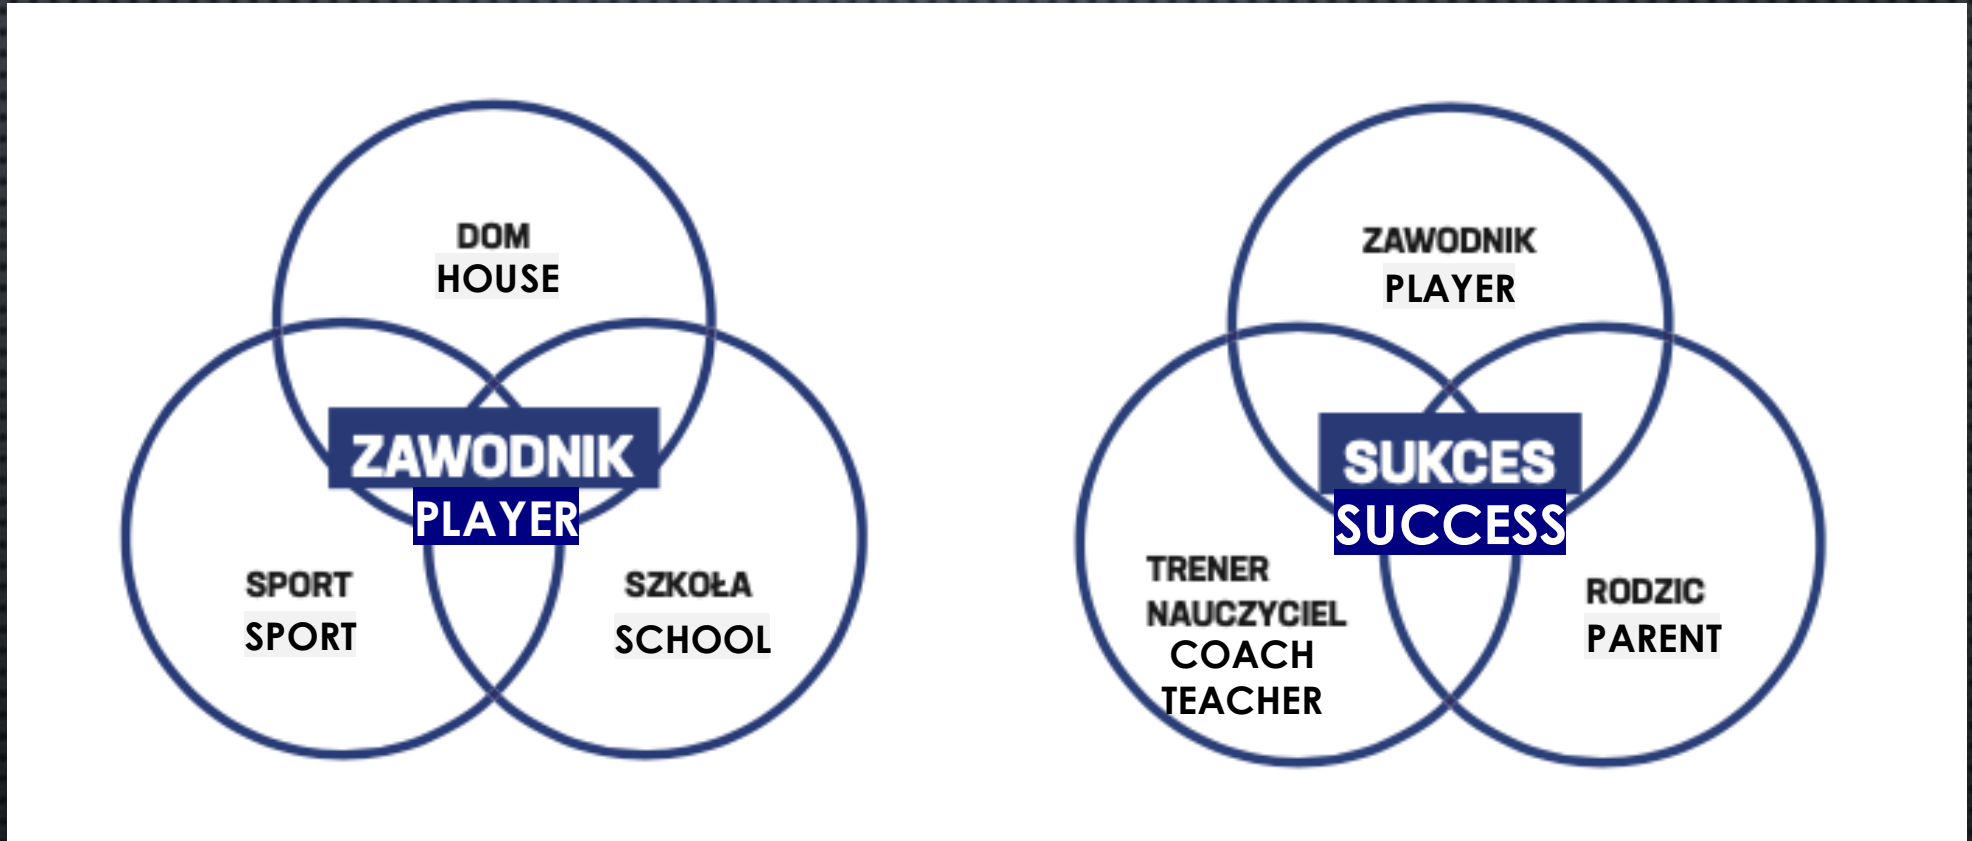 DOM
HOUSE
ZAWODNIK
PLAYER
SPORT
SPORT
SZKOŁA
SCHOOL
ZAWODNIK
PLAYER
SUKCES
SUCCESS
TRENER
NAUCZYCIEL
COACH
TEACHER
RODZIC
PARENT